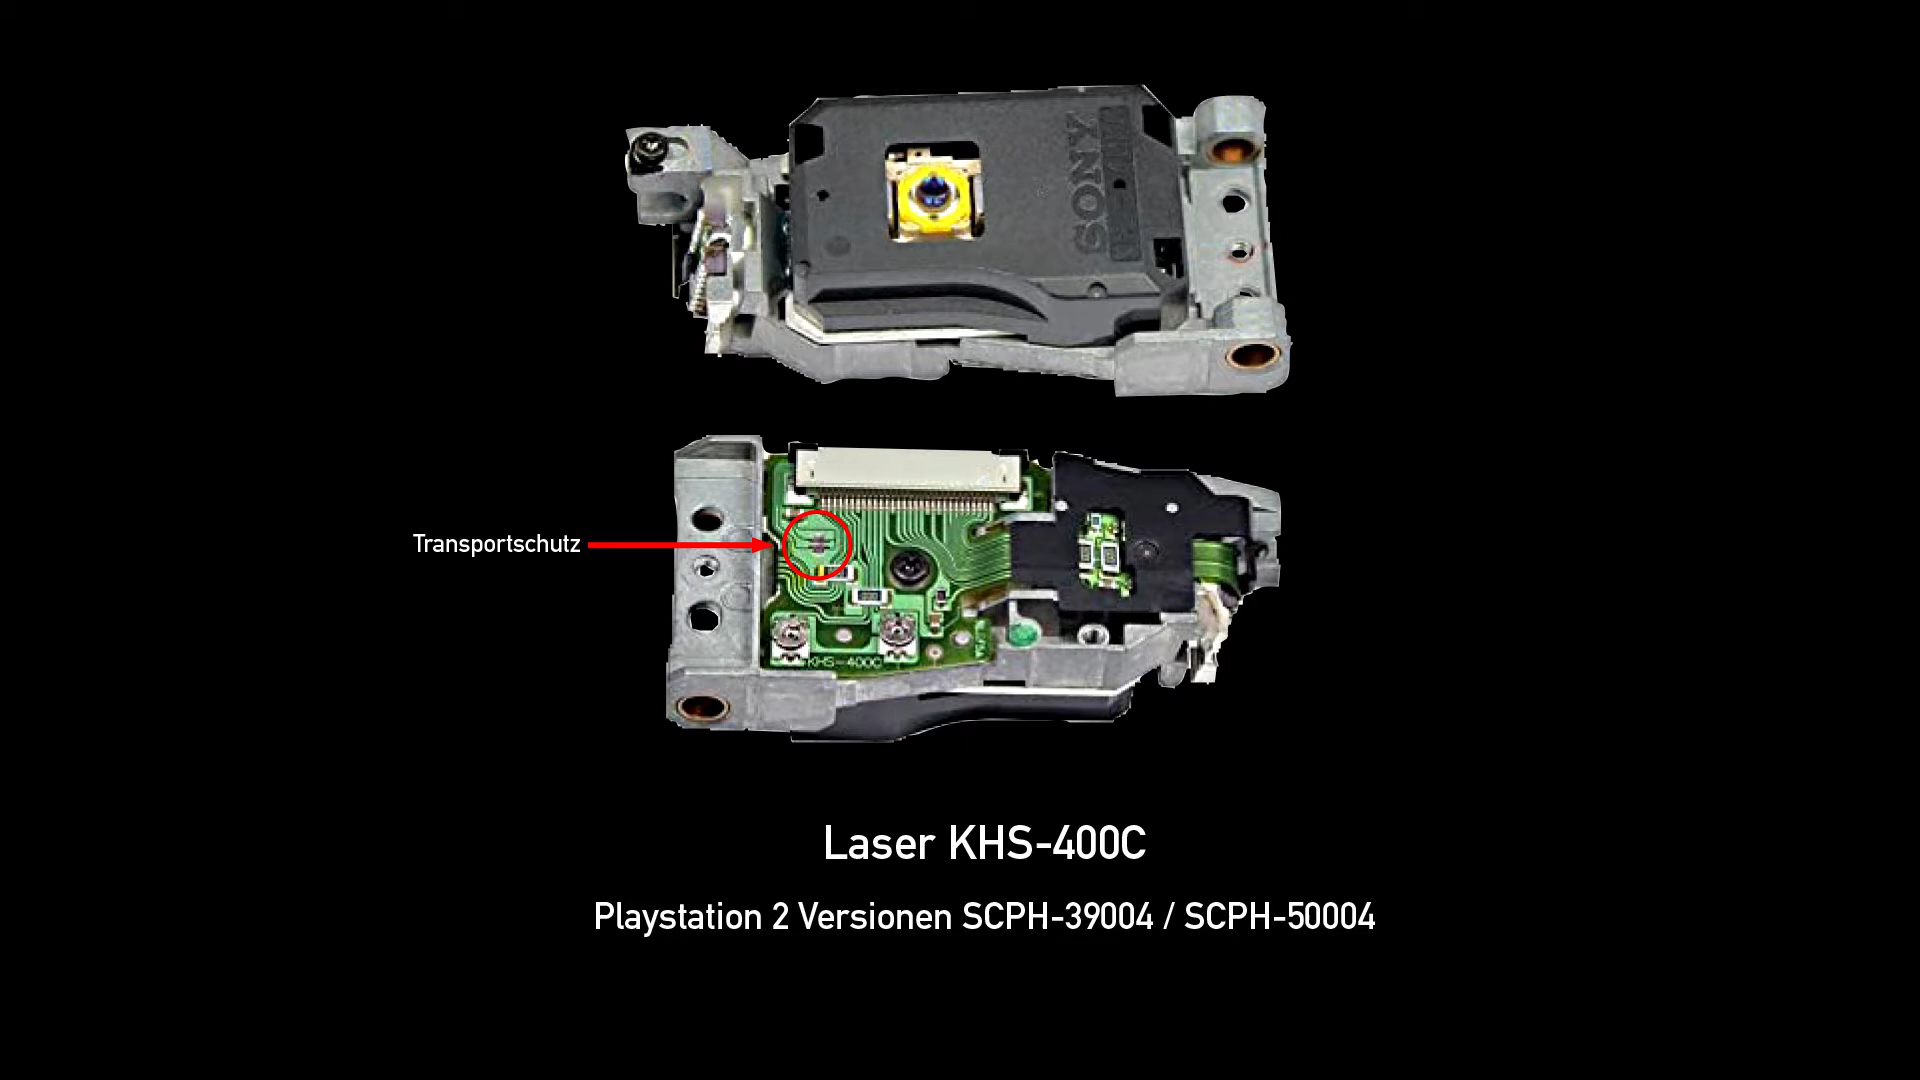 SONY
Transportschutz
KHS-400C
Laser KHS-400C
Playstation 2 Versionen SCPH-39004 / SCPH-50004